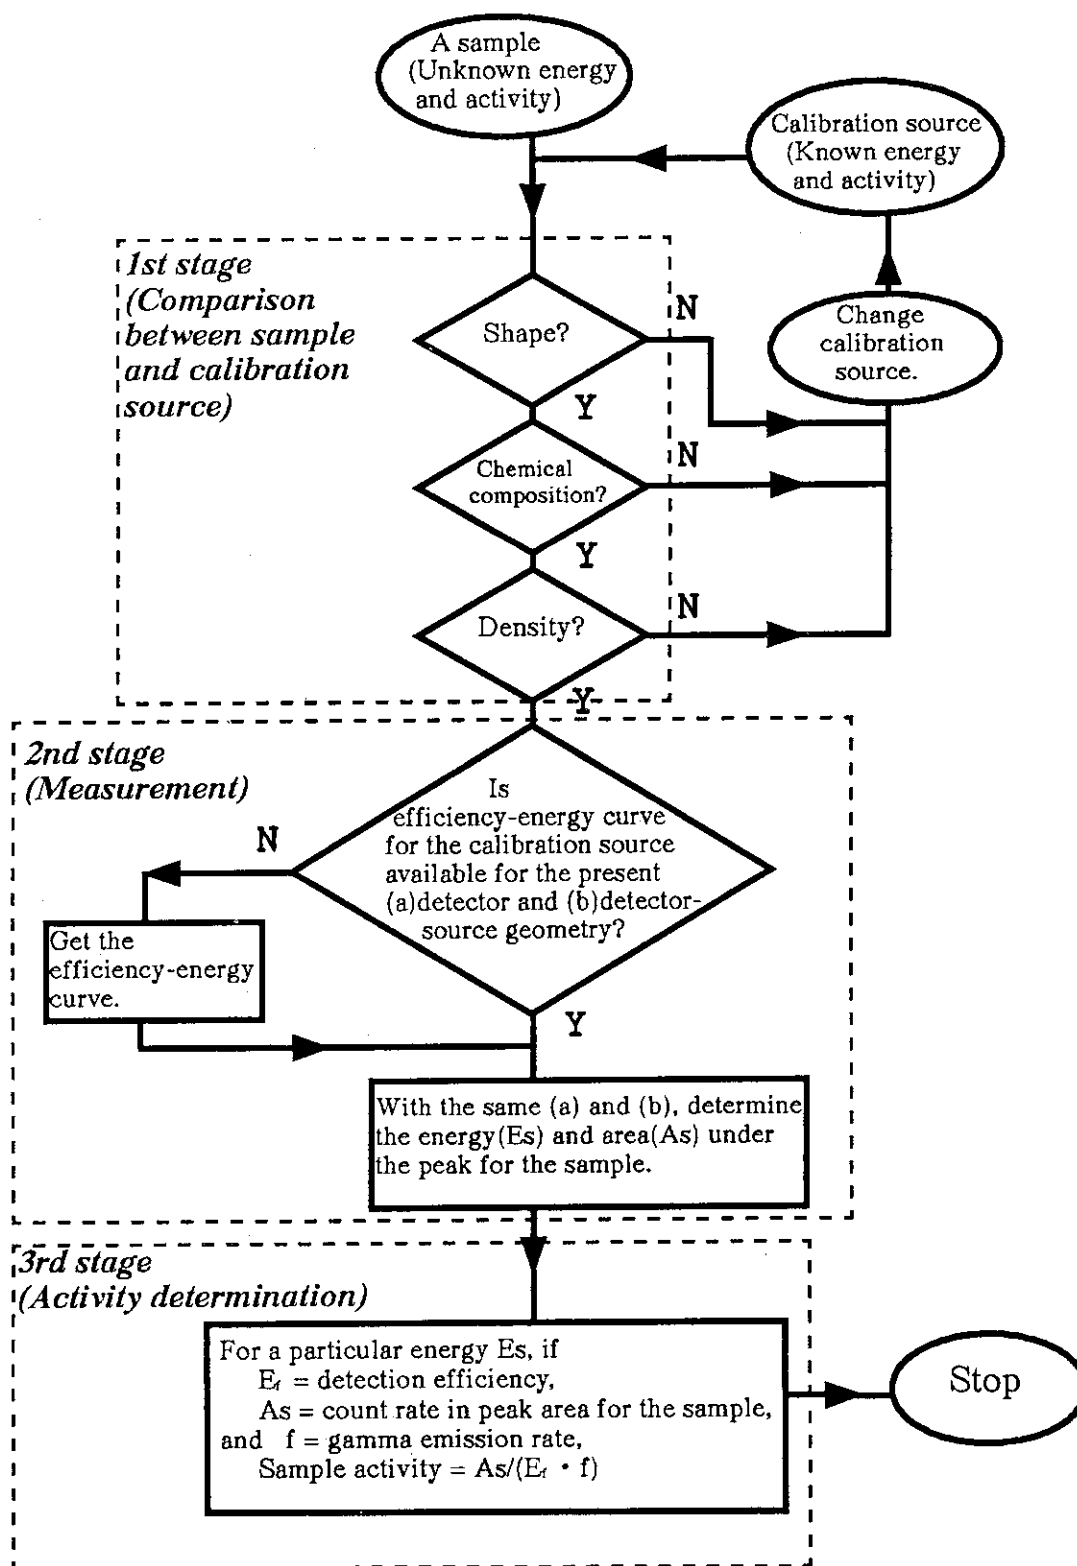 A sample
(Unknown energy
and activity)
Calibration source
(Known energy
and activity)
1st stage
(Comparison
between sample
and calibration
source)
Shape?
N
Change
calibration
source.
Y
Chemical
composition?
N
Y
Density?
N
Y
2nd stage
(Measurement)
Is
efficiency-energy curve
for the calibration source
available for the present
(a)detector and (b)detector-
source geometry?
N
Get the
efficiency-energy
curve.
Y
With the same (a) and (b), determine
the energy(Es) and area(As) under
the peak for the sample.
3rd stage
(Activity determination)
For a particular energy Es, if
Ef = detection efficiency,
As = count rate in peak area for the sample,
and f = gamma emission rate,
Sample activity = As/(Ef · f)
Stop